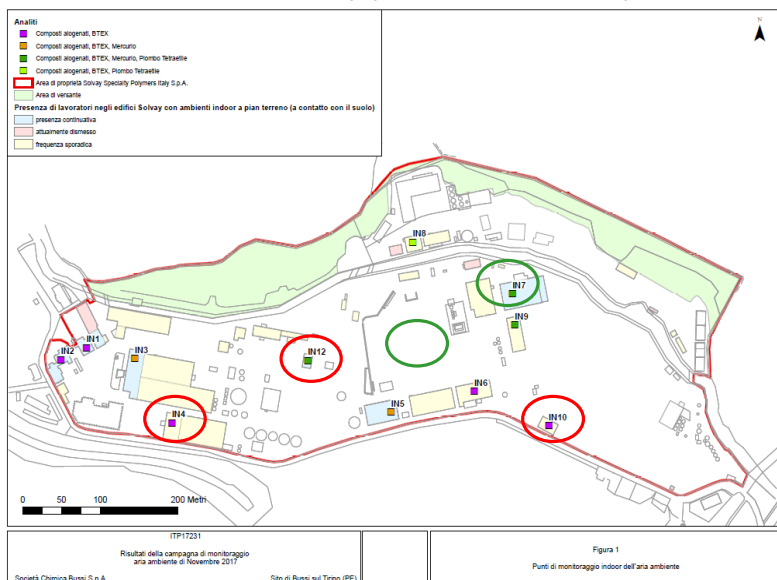 Analiti
Composti alogenati, BTEX
Composti alogenati, BTEX, Mercurio
Composti alogenati, BTEX, Mercurio, Piombo Tetraetile
Composti alogenati, BTEX, Piombo Tetraetile
Area di proprietà Solvay Specialty Polymers Italy S.p.A.
Area di versante
Presenza di lavoratori negli edifici Solvay con ambienti indoor a pian terreno (a contatto con il suolo)
presenza continuativa
attualmente dismesso
frequenza sporadica
N
IN8
IN7
IN9
IN1
IN2
IN3
IN12
IN6
IN5
IN4
IN10
0 50 100 200 Metri
ITP17231
Risultati della campagna di monitoraggio
aria ambiente di Novembre 2017
Società Chimica Bussi S.p.A. Sito di Bussi sul Tirino (PE)
Figura 1
Punti di monitoraggio indoor dell'aria ambiente